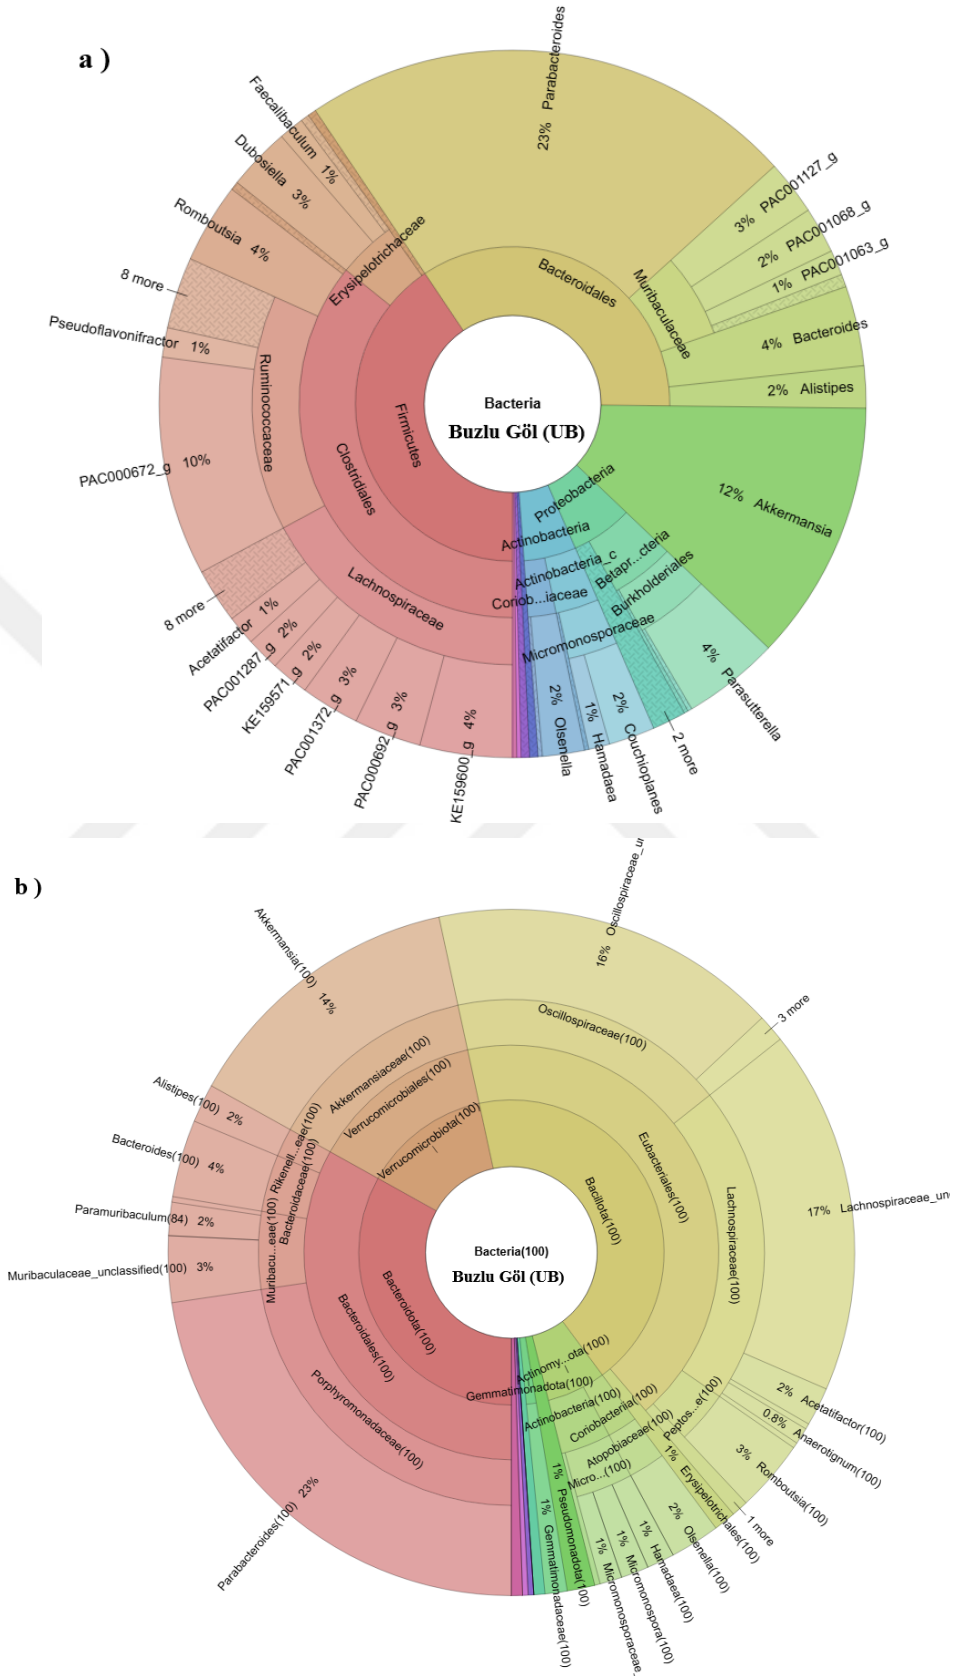 a )
23% Parabacteroides
Faecalibaculum 1%
Dubosiella 3%
Romboutsia 4%
8 more
Pseudoflavonifractor 1%
PAC000672_g 10%
8 more
Acetatifactor 1%
PAC001287_g 2%
KE159571_g 2%
PAC001372_g 3%
PAC000692_g 3%
KE159600_g 4%
Erysipelotrichaceae
Ruminococcaceae
Clostridiales
Firmicutes
Lachnospiraceae
Bacteroidales
Muribaculaceae
3% PAC001127_g
2% PAC001068_g
1% PAC001063_g
4% Bacteroides
2% Alistipes
12% Akkermansia
Bacteria
Buzlu Göl (UB)
Proteobacteria
Actinobacteria
Actinobacteria_c
Coriob...iaceae
Betapr...cteria
Burkholderiales
Micromonosporaceae
4% Parasutterella
2 more
2% Couchioplanes
1% Hamadaea
2% Olsenella
b )
16% Oscillospiraceae_
3 more
Akkermansia(100) 14%
Oscillospiraceae(100)
Akkermansiaceae(100)
Verrucomicrobiales(100)
Verrucomicrobiota(100)
Alistipes(100) 2%
Bacteroides(100) 4%
Paramuribaculum(84) 2%
Muribaculaceae_unclassified(100) 3%
Rikenell...eae(100)
Bacteroidaceae(100)
Muribacu...eae(100)
Bacteroidales(100)
Bacteroidota(100)
Porphyromonadaceae(100)
Parabacteroides(100) 23%
Bacteria(100)
Buzlu Göl (UB)
Bacillota(100)
Eubacteriales(100)
Lachnospiraceae(100)
17% Lachnospiraceae_un
2% Acetatifactor(100)
0.8% Anaerotignum(100)
3% Romboutsia(100)
Peptos...e(100)
1 more
1% Erysipelotrichales(100)
Actinomy...ota(100)
Gemmatimonadota(100)
Actinobacteria(100)
Coriobacteriia(100)
Atopobiaceae(100)
Micro...(100)
2% Olsenella(100)
1% Hamadaea(100)
1% Micromonospora(100)
1% Micromonosporaceae_
1% Pseudomonadota(100)
1% Gemmatimonadaceae(100)